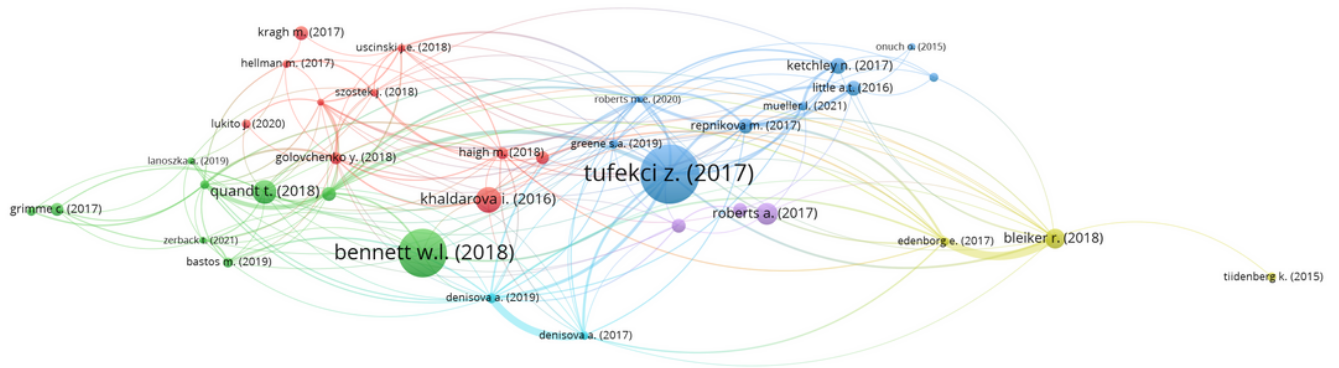 kragh m. (2017)
uscinski j.e. (2018)
onuch o. (2015)
hellman m. (2017)
ketchley n. (2017)
szostek j. (2018)
little a.t. (2016)
roberts m.e. (2020)
mueller l. (2021)
lukito j. (2020)
repnikova m. (2017)
greene s.a. (2019)
haigh m. (2018)
golovchenko y. (2018)
lanoszka a. (2019)
tufekci z. (2017)
quandt t. (2018)
khaldarova i. (2016)
grimme c. (2017)
roberts a. (2017)
zerback t. (2021)
edenborg e. (2017)
bleiker r. (2018)
bennett w.l. (2018)
bastos m. (2019)
tiidenberg k. (2015)
denisova a. (2019)
denisova a. (2017)